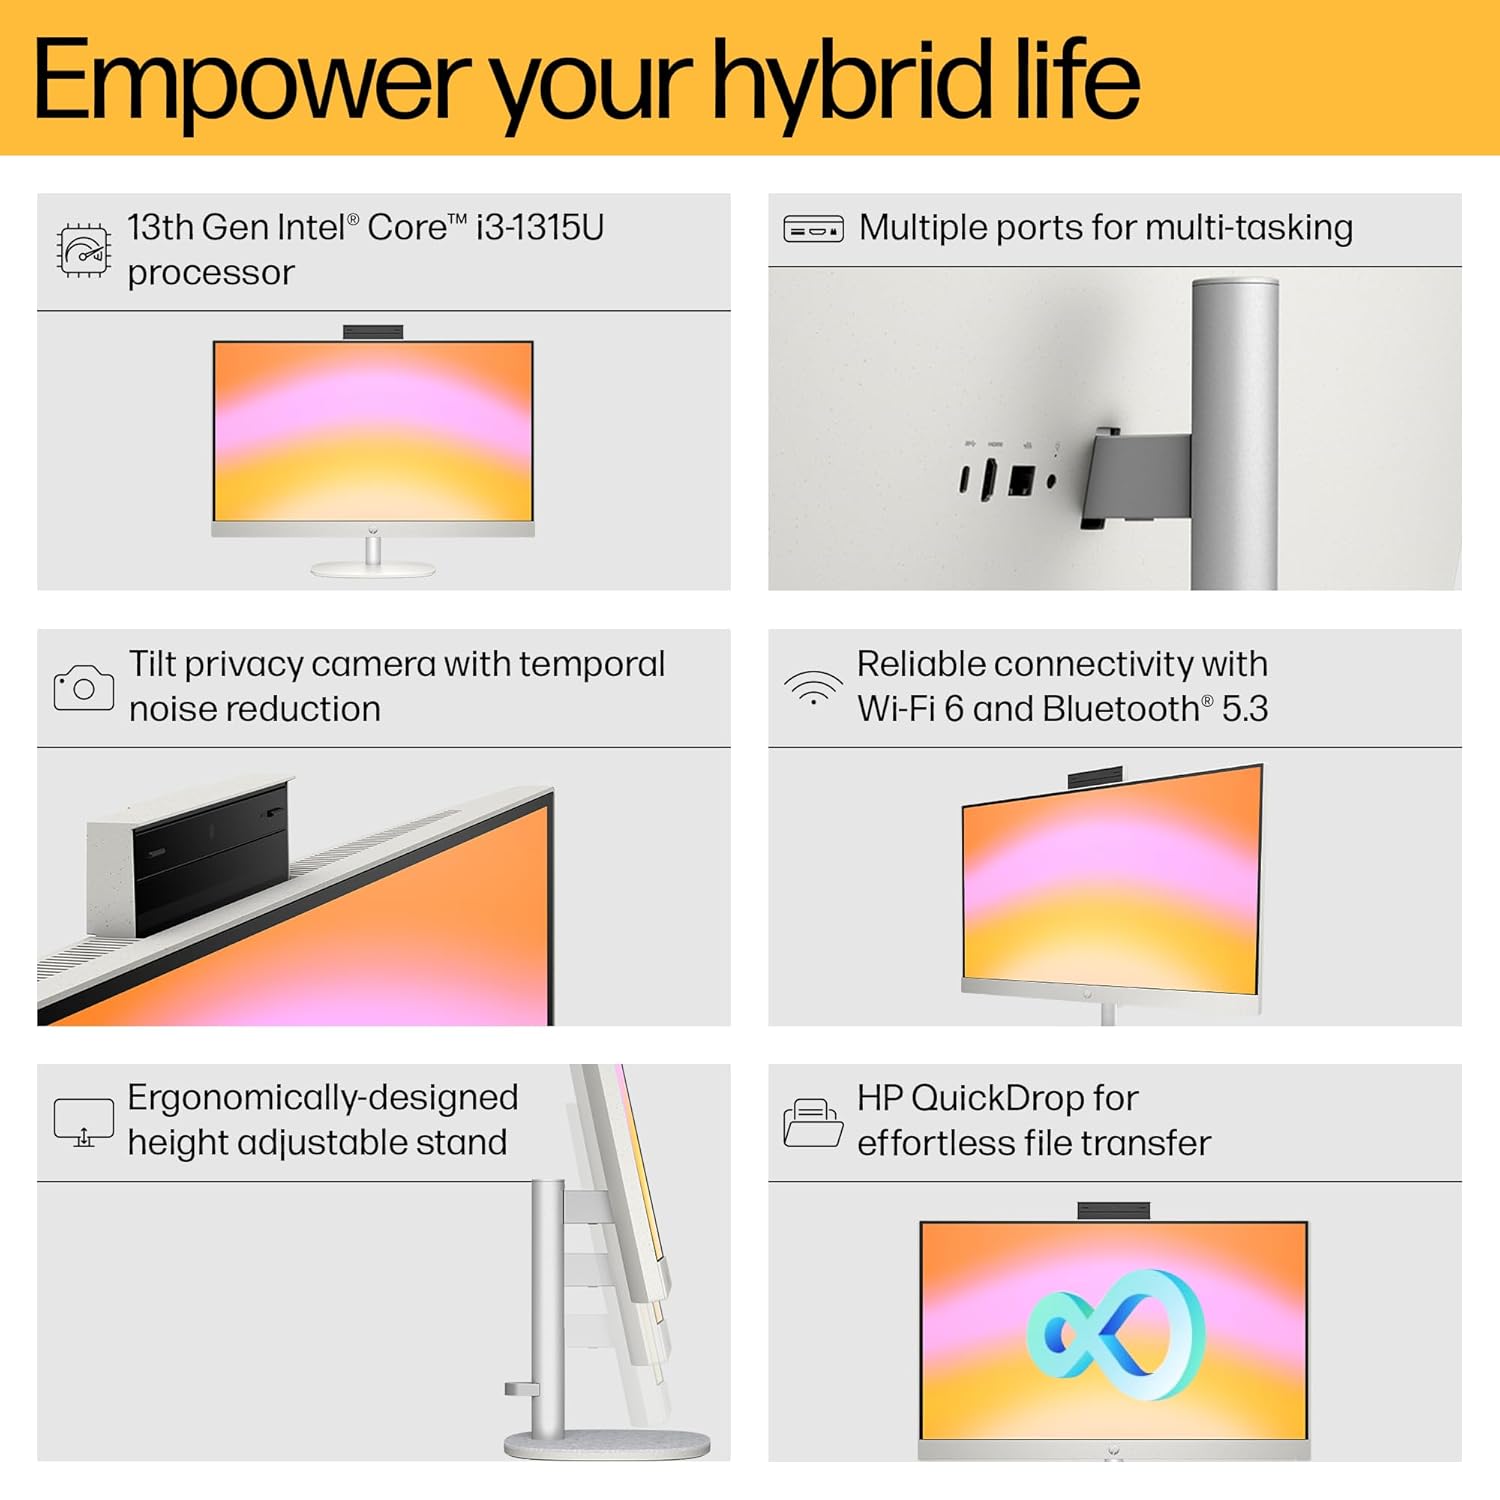 Empower your hybrid life
13th Gen Intel® Core™ i3-1315U
processor
Multiple ports for multi-tasking
HDMI
Tilt privacy camera with temporal
noise reduction
Reliable connectivity with
Wi-Fi 6 and Bluetooth® 5.3
Ergonomically-designed
height adjustable stand
HP QuickDrop for
effortless file transfer